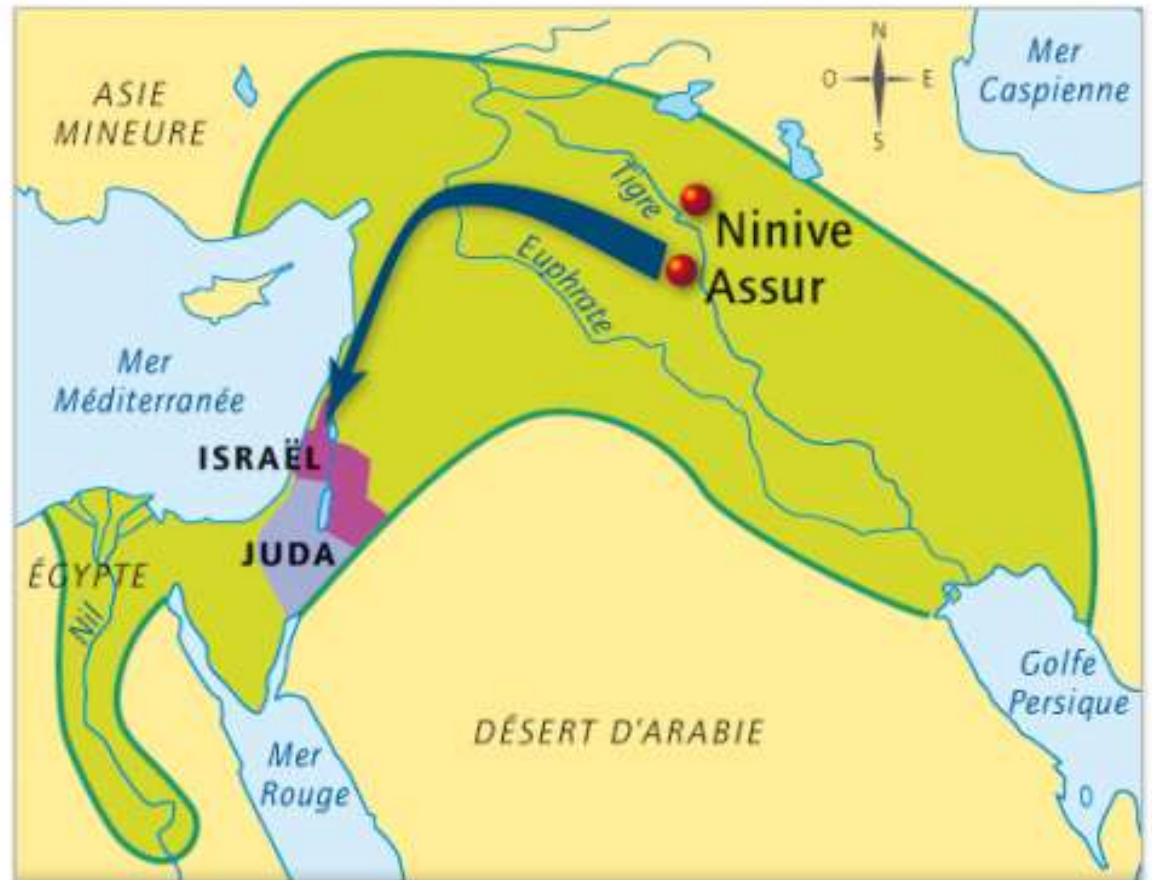 N
O
E
S
Mer
Caspienne
ASIE
MINEURE
Tigre
Ninive
Assur
Euphrate
Mer
Méditerranée
ISRAËL
JUDA
ÉGYPTE
Nil
Golfe
Persique
DÉSERT D'ARABIE
Mer
Rouge